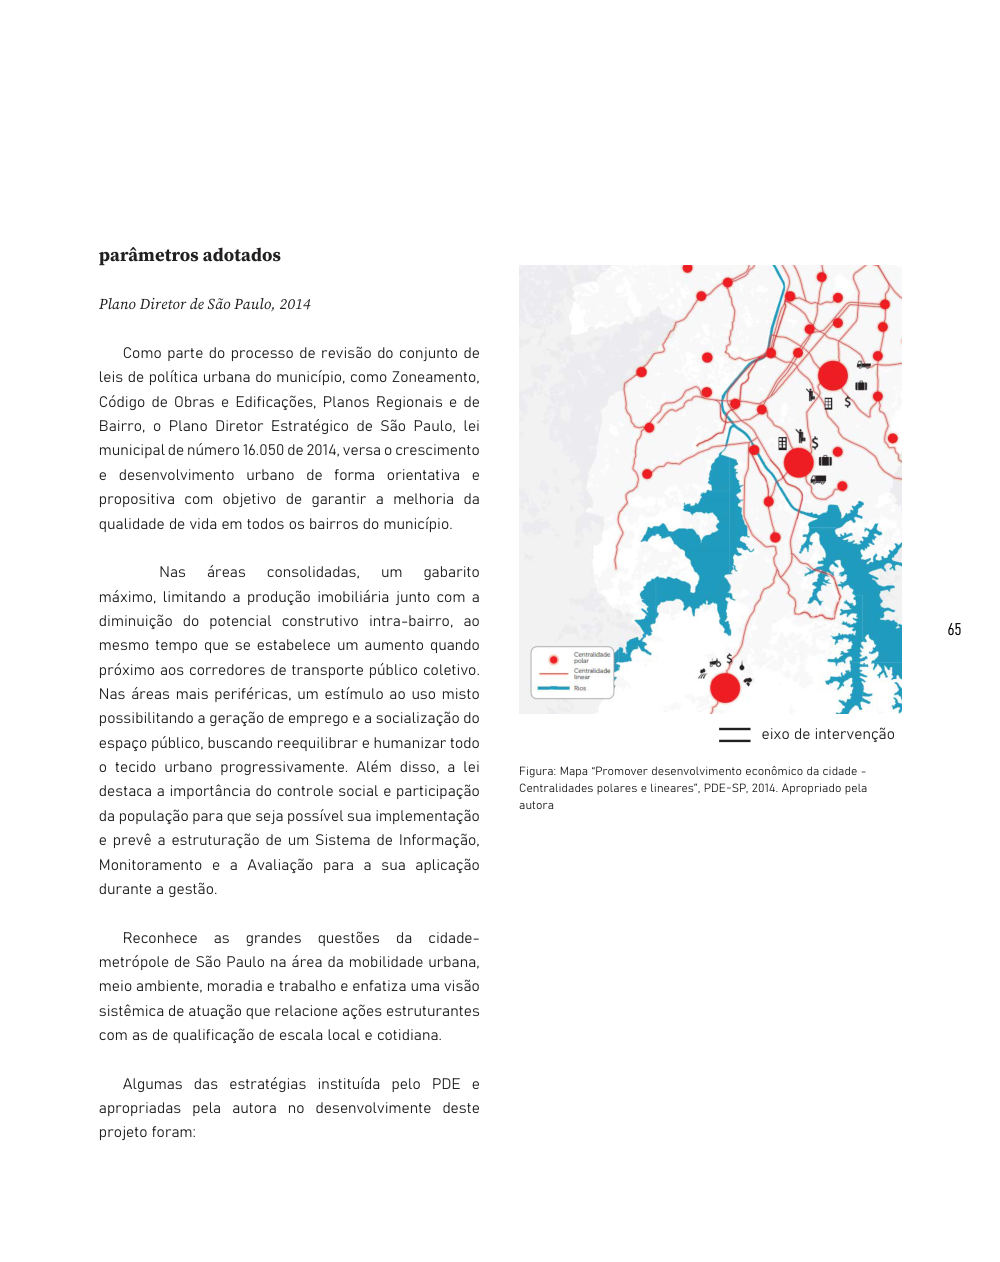 parâmetros adotados
Plano Diretor de São Paulo, 2014
Como parte do processo de revisão do conjunto de
leis de política urbana do município, como Zoneamento,
Código de Obras e Edificações, Planos Regionais e de
Bairro, o Plano Diretor Estratégico de São Paulo, lei
municipal de número 16.050 de 2014, versa o crescimento
e desenvolvimento urbano de forma orientativa e
propositiva com objetivo de garantir a melhoria da
qualidade de vida em todos os bairros do município.
Nas áreas consolidadas, um gabarito
máximo, limitando a produção imobiliária junto com a
diminuição do potencial construtivo intra-bairro, ao
mesmo tempo que se estabelece um aumento quando
próximo aos corredores de transporte público coletivo.
Nas áreas mais periféricas, um estímulo ao uso misto
possibilitando a geração de emprego e a socialização do
espaço público, buscando reequilibrar e humanizar todo
o tecido urbano progressivamente. Além disso, a lei
destaca a importância do controle social e participação
da população para que seja possível sua implementação
e prevê a estruturação de um Sistema de Informação,
Monitoramento e a Avaliação para a sua aplicação
durante a gestão.
Reconhece as grandes questões da cidade-
metrópole de São Paulo na área da mobilidade urbana,
meio ambiente, moradia e trabalho e enfatiza uma visão
sistêmica de atuação que relacione ações estruturantes
com as de qualificação de escala local e cotidiana.
Algumas das estratégias instituída pelo PDE e
apropriadas pela autora no desenvolvimente deste
projeto foram:
$
$
$
Centralidade
polar
Centralidade
linear
Rios
eixo de intervenção
Figura: Mapa “Promover desenvolvimento econômico da cidade -
Centralidades polares e lineares”, PDE-SP, 2014. Apropriado pela
autora
65